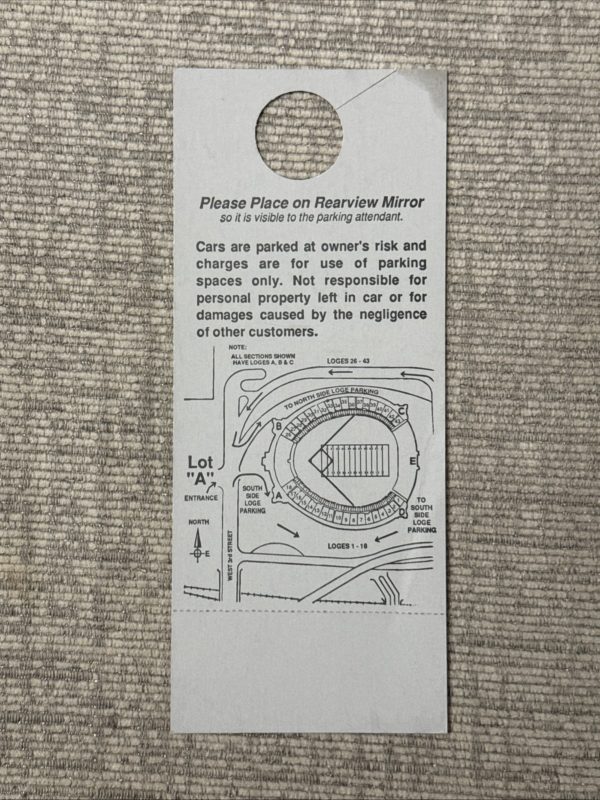 Please Place on Rearview Mirror
so it is visible to the parking attendant.
Cars are parked at owner's risk and
charges are for use of parking
spaces only. Not responsible for
personal property left in car or for
damages caused by the negligence
of other customers.
NOTE:
ALL SECTIONS SHOWN
HAVE LOGES A, B & C
LOGES 26 - 43
TO NORTH SIDE LOGE PARKING
B
C
Lot
"A"
ENTRANCE
SOUTH
SIDE
LOGE
PARKING
A
E
D
TO
SOUTH
SIDE
LOGE
PARKING
NORTH
E
WEST 3rd STREET
LOGES 1 - 18